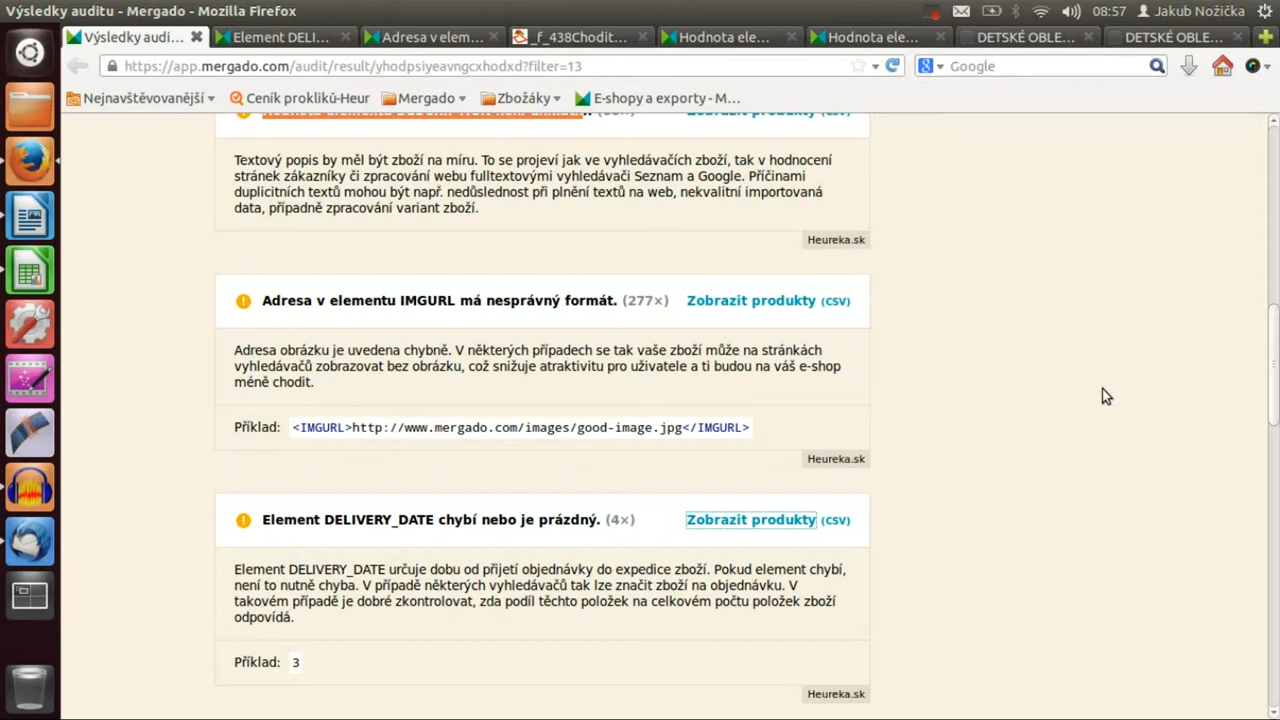 Výsledky auditu - Mergado - Mozilla Firefox
08:57
Jakub Nožička
Výsledky audi...
Element DELI...
Adresa v elem...
_f_438Chodit...
Hodnota ele...
Hodnota ele...
DETSKÉ OBLE...
DETSKÉ OBLE...
https://app.mergado.com/audit/result/yhdpsiyeavngcxhodxd?filter=13
Google
Nejnavštěvovanější
Ceník prokliků-Heur
Mergado
Zbožáky
E-shopy a exporty - M...
Zobrazit produkty (CSV)
Textový popis by měl být zboží na míru. To se projeví jak ve vyhledávačích zboží, tak v hodnocení
stránek zákazníky či zpracování webu fulltextovými vyhledávači Seznam a Google. Příčinami
duplicitních textů mohou být např. nedůslednost při plnění textů na web, nekvalitní importovaná
data, případně zpracování variant zboží.
Heureka.sk
Adresa v elementu IMGURL má nesprávný formát. (277×) Zobrazit produkty (CSV)
Adresa obrázku je uvedena chybně. V některých případech se tak vaše zboží může na stránkách
vyhledávačů zobrazovat bez obrázku, což snižuje atraktivitu pro uživatele a ti budou na váš e-shop
méně chodit.
Příklad: <IMGURL>http://www.mergado.com/images/good-image.jpg</IMGURL>
Heureka.sk
Element DELIVERY_DATE chybí nebo je prázdný. (4×) Zobrazit produkty (CSV)
Element DELIVERY_DATE určuje dobu od přijetí objednávky do expedice zboží. Pokud element chybí,
není to nutně chyba. V případě některých vyhledávačů tak lze značit zboží na objednávku. V
takovém případě je dobré zkontrolovat, zda podíl těchto položek na celkovém počtu položek zboží
odpovídá.
Příklad: 3
Heureka.sk